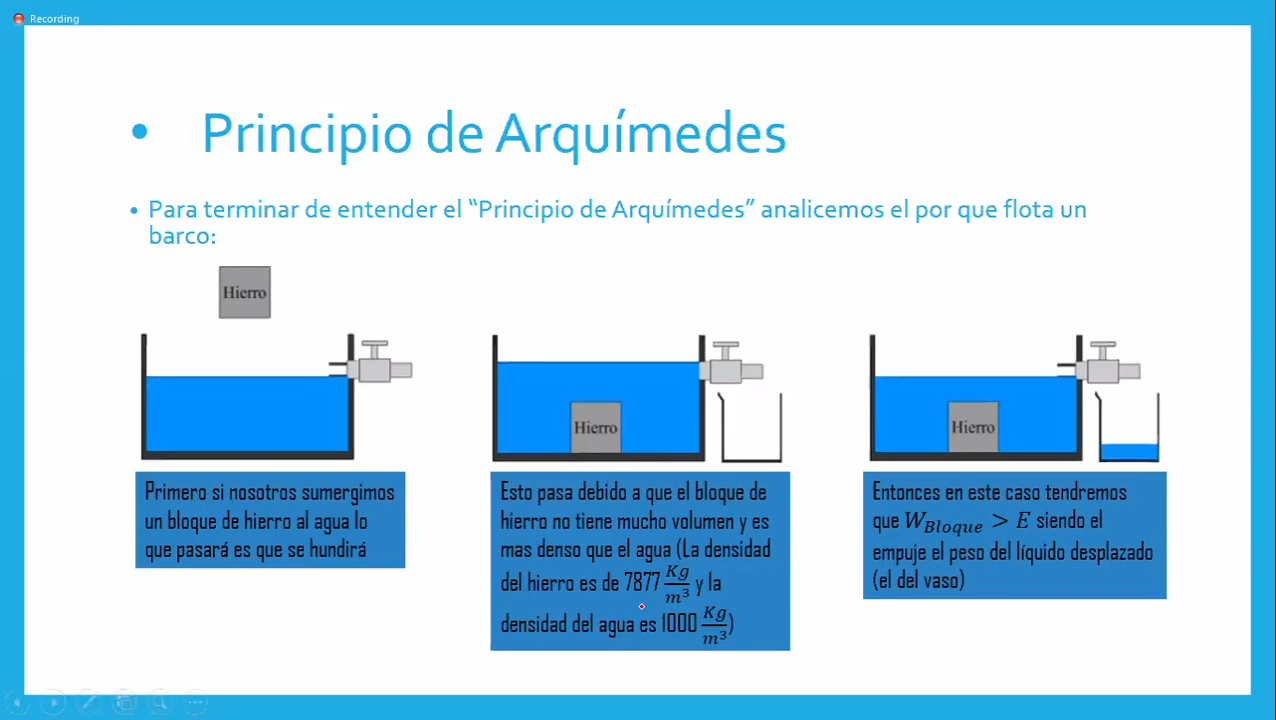 Recording
• Principio de Arquímedes
• Para terminar de entender el “Principio de Arquímedes” analicemos el por que flota un
barco:
Hierro
Hierro
Hierro
Primero si nosotros sumergimos
un bloque de hierro al agua lo
que pasará es que se hundirá
Esto pasa debido a que el bloque de
hierro no tiene mucho volumen y es
mas denso que el agua (La densidad
del hierro es de 7877 Kg/m³ y la
densidad del agua es 1000 Kg/m³)
Entonces en este caso tendremos
que W_Bloque > E siendo el
empuje el peso del líquido desplazado
(el del vaso)